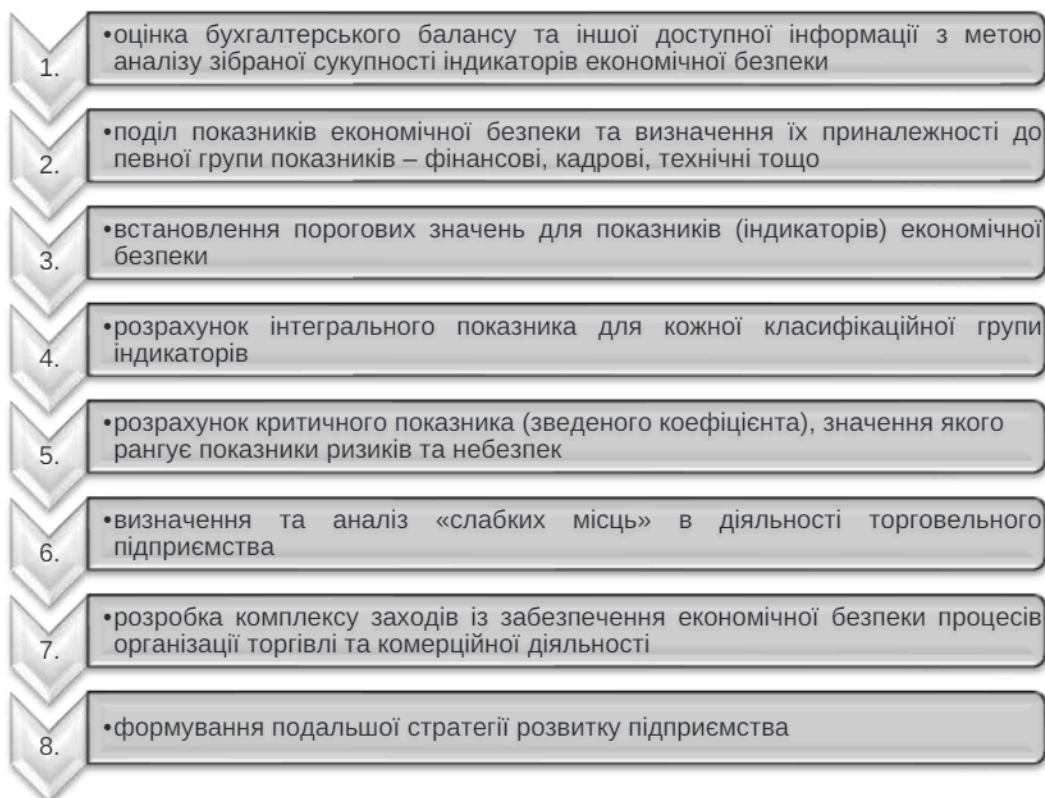 1.
•оцінка бухгалтерського балансу та іншої доступної інформації з метою
аналізу зібраної сукупності індикаторів економічної безпеки
2.
•поділ показників економічної безпеки та визначення їх приналежності до
певної групи показників – фінансові, кадрові, технічні тощо
3.
•встановлення порогових значень для показників (індикаторів) економічної
безпеки
4.
•розрахунок інтегрального показника для кожної класифікаційної групи
індикаторів
5.
•розрахунок критичного показника (зведеного коефіцієнта), значення якого
рангує показники ризиків та небезпек
6.
•визначення та аналіз «слабких місць» в діяльності торговельного
підприємства
7.
•розробка комплексу заходів із забезпечення економічної безпеки процесів
організації торгівлі та комерційної діяльності
8.
•формування подальшої стратегії розвитку підприємства